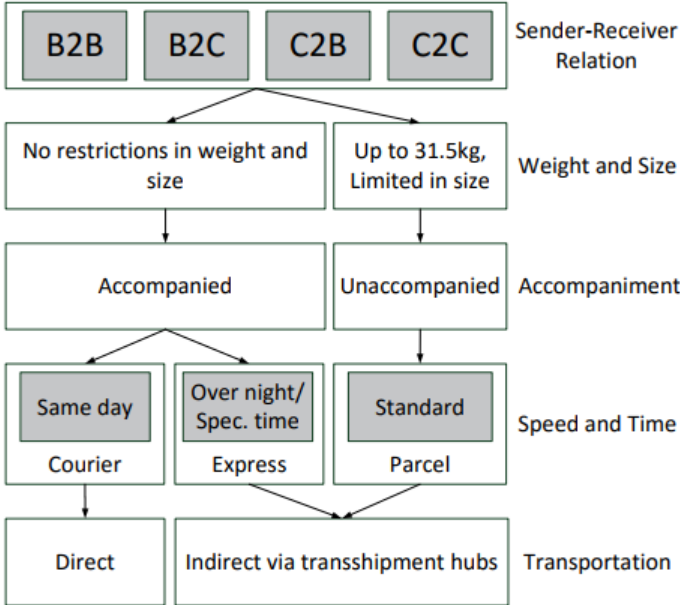 B2B B2C C2B C2C
Sender-Receiver
Relation
No restrictions in weight and
size
Up to 31.5kg,
Limited in size
Weight and Size
Accompanied
Unaccompanied
Accompaniment
Same day
Courier
Over night/
Spec. time
Express
Standard
Parcel
Speed and Time
Direct
Indirect via transshipment hubs
Transportation